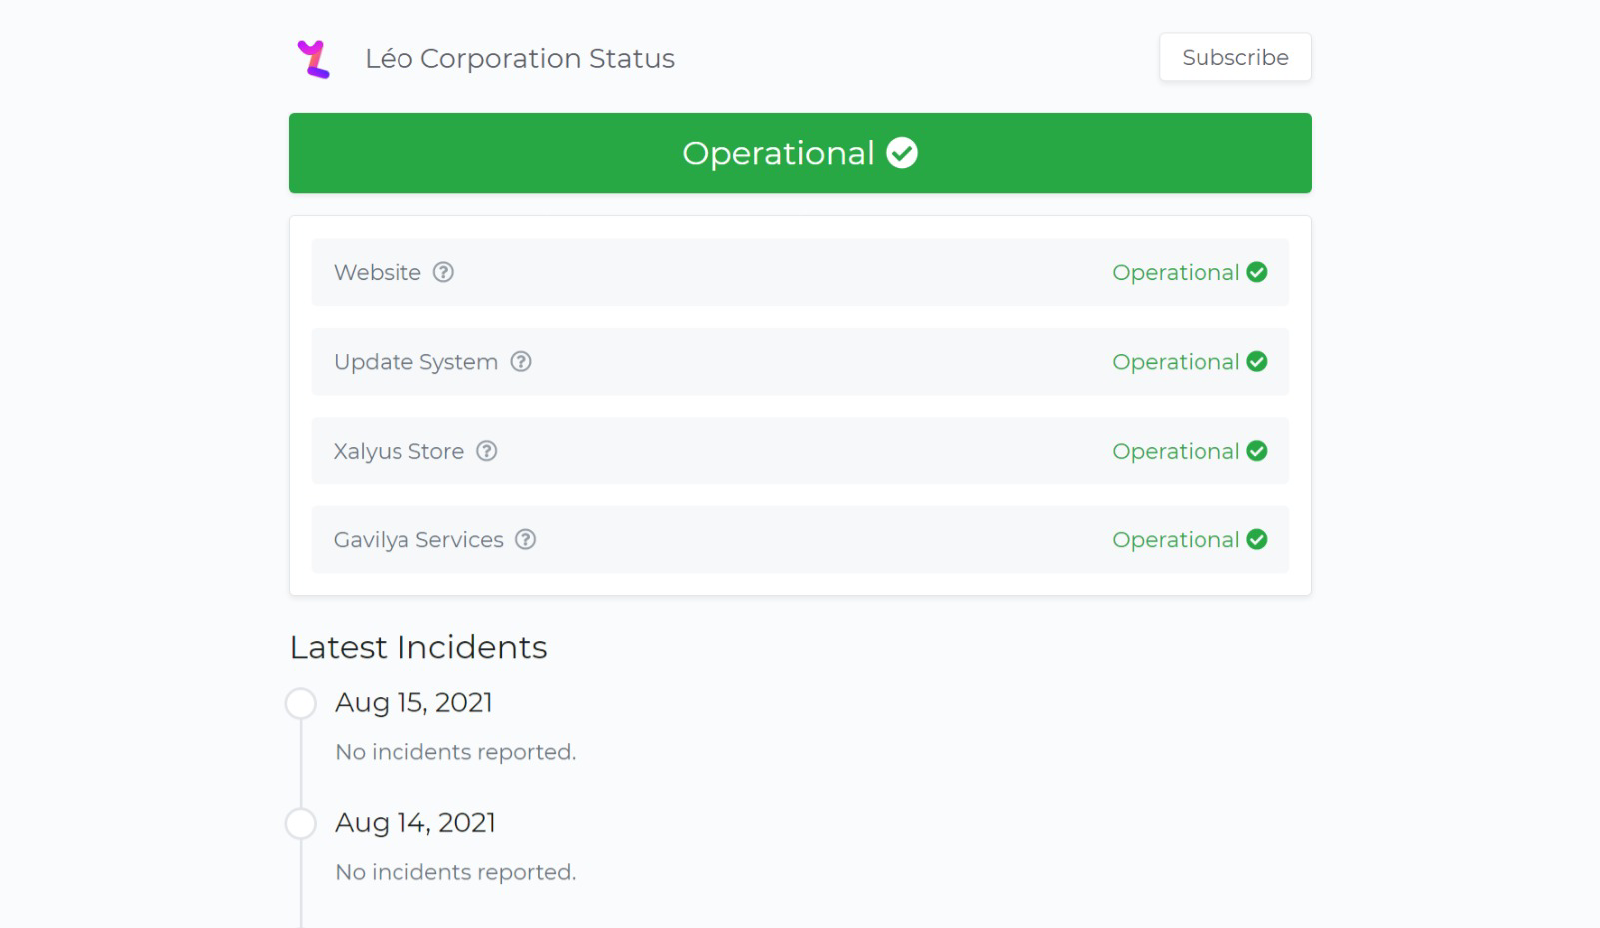 Léo Corporation Status
Subscribe
Operational
Website
Operational
Update System
Operational
Xalyus Store
Operational
Gavilya Services
Operational
Latest Incidents
Aug 15, 2021
No incidents reported.
Aug 14, 2021
No incidents reported.